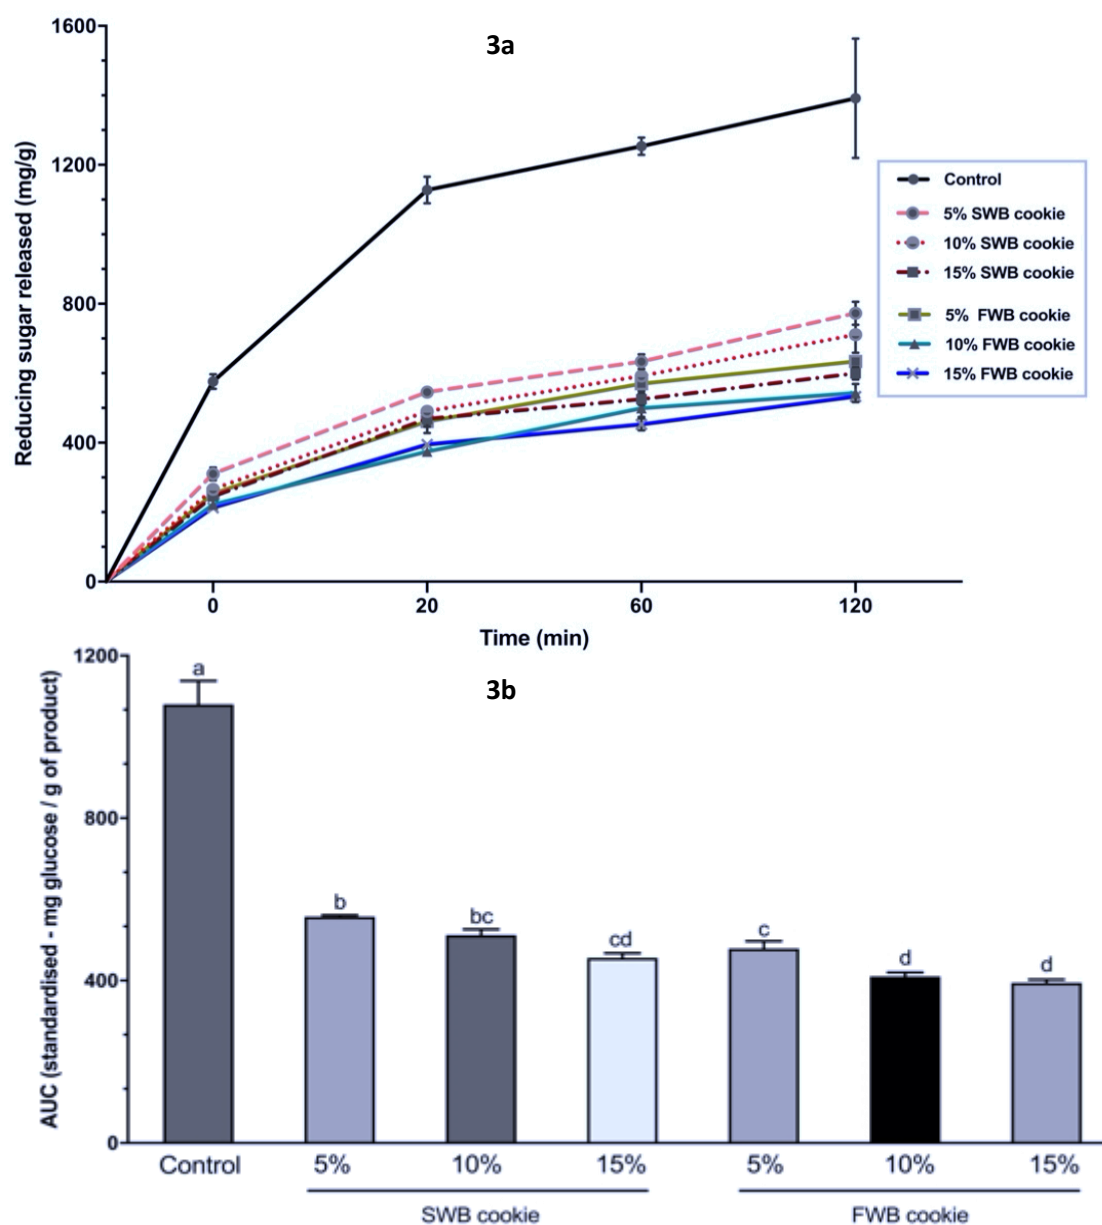 3a
1600
1200
800
400
0
Reducing sugar released (mg/g)
0 20 60 120
Time (min)
Control
5% SWB cookie
10% SWB cookie
15% SWB cookie
5% FWB cookie
10% FWB cookie
15% FWB cookie
3b
1200
800
400
0
AUC (standardised - mg glucose / g of product)
a
b
bc
cd
c
d
d
Control 5% 10% 15% 5% 10% 15%
SWB cookie FWB cookie